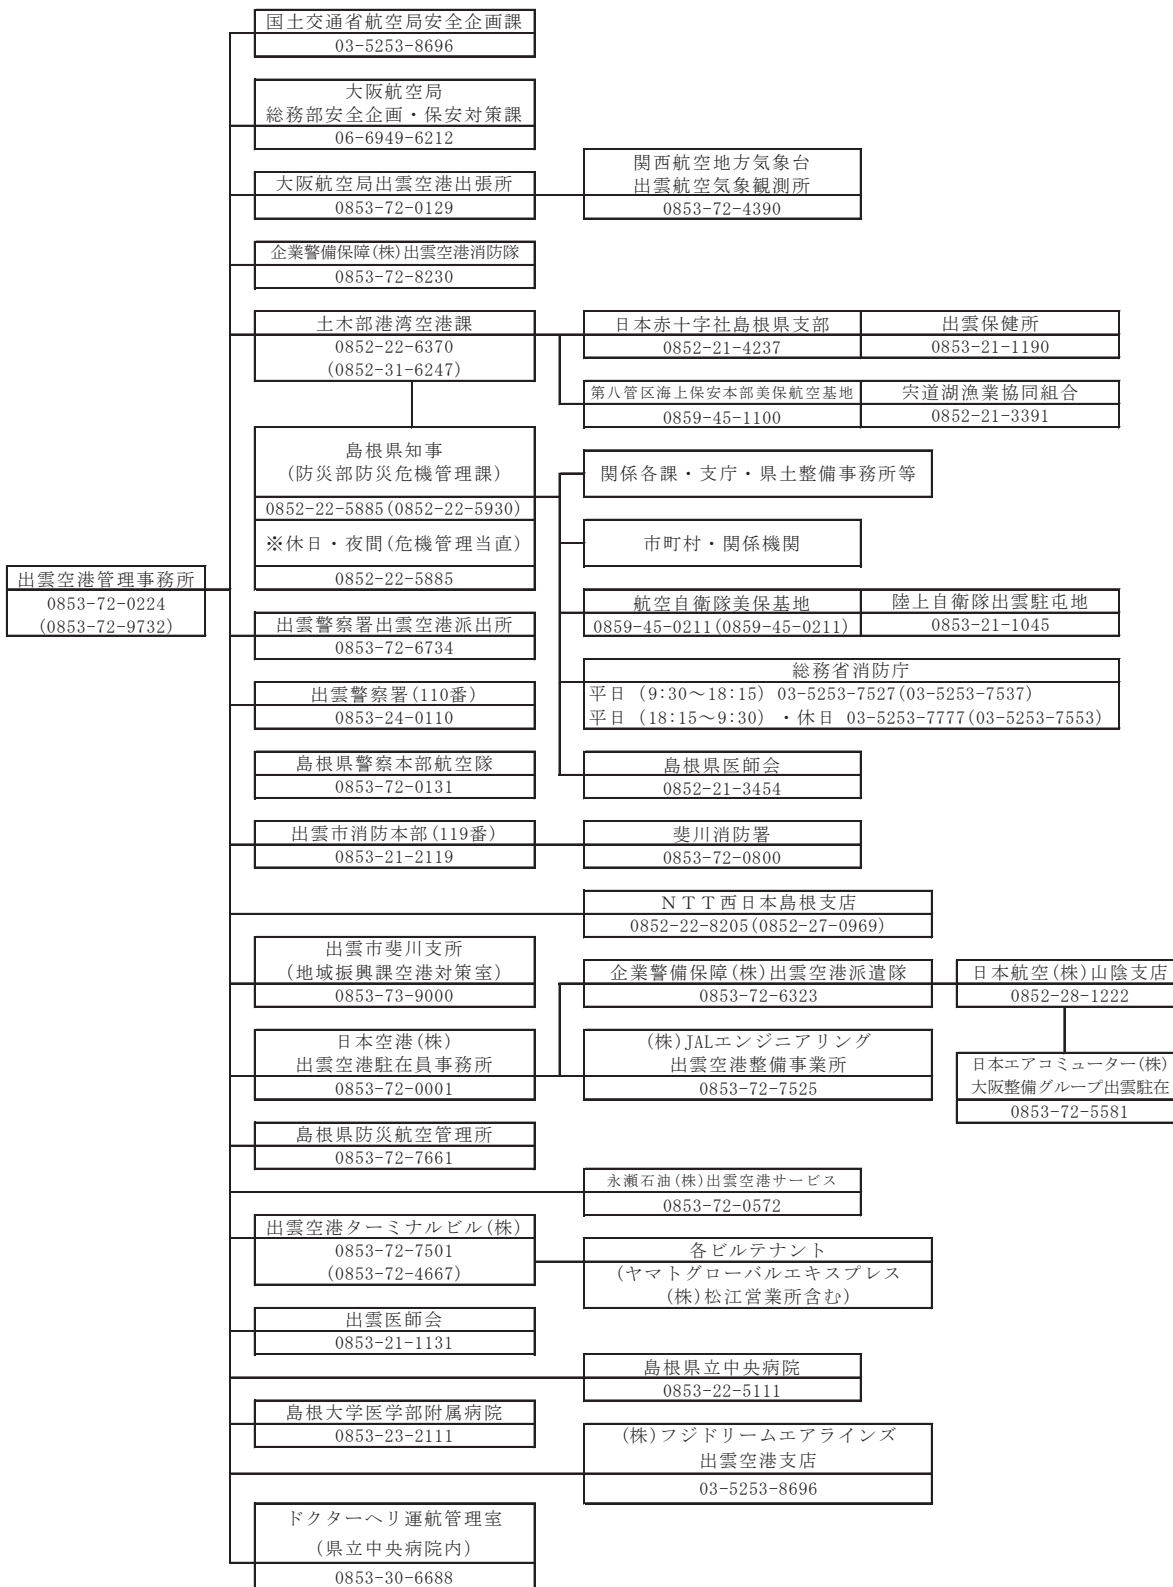 国土交通省航空局安全企画課
03-5253-8696
大阪航空局
総務部安全企画・保安対策課
06-6949-6212
大阪航空局出雲空港出張所
0853-72-0129
関西航空地方気象台
出雲航空気象観測所
0853-72-4390
企業警備保障(株)出雲空港消防隊
0853-72-8230
土木部港湾空港課
0852-22-6370
(0852-31-6247)
日本赤十字社島根県支部
0852-21-4237
出雲保健所
0853-21-1190
第八管区海上保安本部美保航空基地
0859-45-1100
宍道湖漁業協同組合
0852-21-3391
島根県知事
(防災部防災危機管理課)
0852-22-5885(0852-22-5930)
※休日・夜間(危機管理当直)
0852-22-5885
関係各課・支庁・県土整備事務所等
市町村・関係機関
出雲空港管理事務所
0853-72-0224
(0853-72-9732)
航空自衛隊美保基地
0859-45-0211(0859-45-0211)
陸上自衛隊出雲駐屯地
0853-21-1045
出雲警察署出雲空港派出所
0853-72-6734
総務省消防庁
平日 (9:30～18:15) 03-5253-7527(03-5253-7537)
平日 (18:15～9:30) ・休日 03-5253-7777(03-5253-7553)
出雲警察署(110番)
0853-24-0110
島根県警察本部航空隊
0853-72-0131
島根県医師会
0852-21-3454
出雲市消防本部(119番)
0853-21-2119
斐川消防署
0853-72-0800
NTT西日本島根支店
0852-22-8205(0852-27-0969)
出雲市斐川支所
(地域振興課空港対策室)
0853-73-9000
企業警備保障(株)出雲空港派遣隊
0853-72-6323
日本航空(株)山陰支店
0852-28-1222
日本空港(株)
出雲空港駐在員事務所
0853-72-0001
(株)JALエンジニアリング
出雲空港整備事業所
0853-72-7525
日本エアコミューター(株)
大阪整備グループ出雲駐在
0853-72-5581
島根県防災航空管理所
0853-72-7661
永瀬石油(株)出雲空港サービス
0853-72-0572
出雲空港ターミナルビル(株)
0853-72-7501
(0853-72-4667)
各ビルテナント
(ヤマトグローバルエキスプレス
(株)松江営業所含む)
出雲医師会
0853-21-1131
島根県立中央病院
0853-22-5111
島根大学医学部附属病院
0853-23-2111
(株)フジドリームエアラインズ
出雲空港支店
03-5253-8696
ドクターヘリ運航管理室
(県立中央病院内)
0853-30-6688